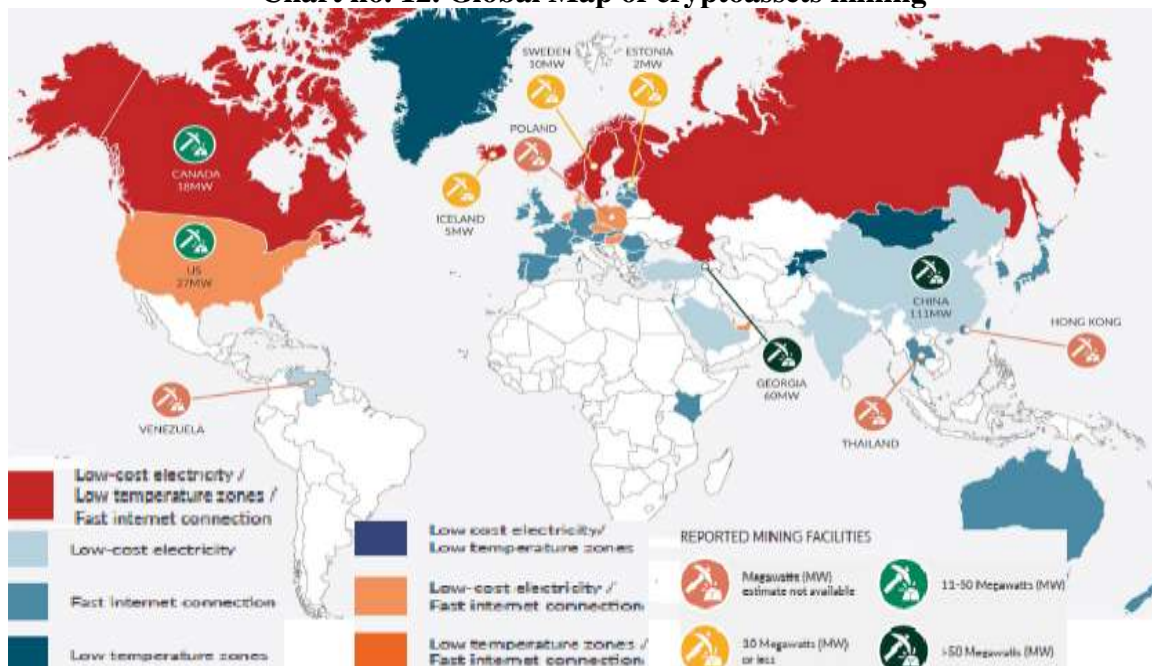 Chart no. 12. Global Map of cryptoassets mining
SWEDEN
10MW
ESTONIA
2MW
POLAND
CANADA
18MW
ICELAND
5MW
US
27MW
CHINA
111MW
HONG KONG
GEORGIA
60MW
VENEZUELA
THAILAND
Low-cost electricity /
Low temperature zones /
Fast internet connection
Low-cost electricity
Fast internet connection
Low temperature zones
Low cost electricity/
Low temperature zones
Low-cost electricity /
Fast internet connection
Low temperature zones /
Fast internet connection
REPORTED MINING FACILITIES
Megawatts (MW)
estimate not available
11-50 Megawatts (MW)
10 Megawatts (MW)
or less
>50 Megawatts (MW)